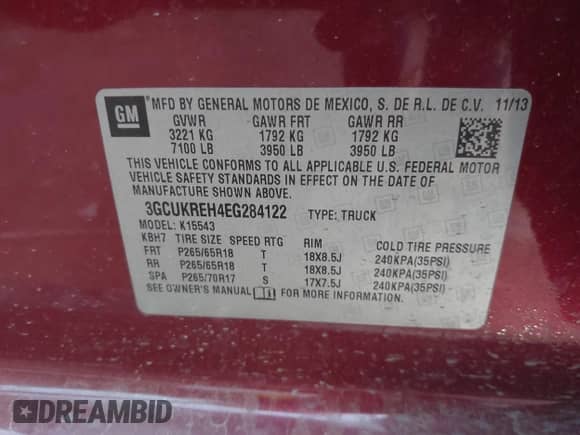 GM
MFD BY GENERAL MOTORS DE MEXICO, S. DE R.L. DE C.V. 11/13
GVWR GAWR FRT GAWR RR
3221 KG 1792 KG 1792 KG
7100 LB 3950 LB 3950 LB
THIS VEHICLE CONFORMS TO ALL APPLICABLE U.S. FEDERAL MOTOR
VEHICLE SAFETY STANDARDS IN EFFECT ON THE DATE OF
MANUFACTURE SHOWN ABOVE.
3GCUKREH4EG284122 TYPE: TRUCK
MODEL: K15543
KBH7 TIRE SIZE SPEED RTG RIM COLD TIRE PRESSURE
FRT P265/65R18 T 18X8.5J 240KPA(35PSI)
RR P265/65R18 T 18X8.5J 240KPA(35PSI)
SPA P265/70R17 S 17X7.5J 240KPA(35PSI)
SEE OWNER'S MANUAL FOR MORE INFORMATION.
DREAMBID